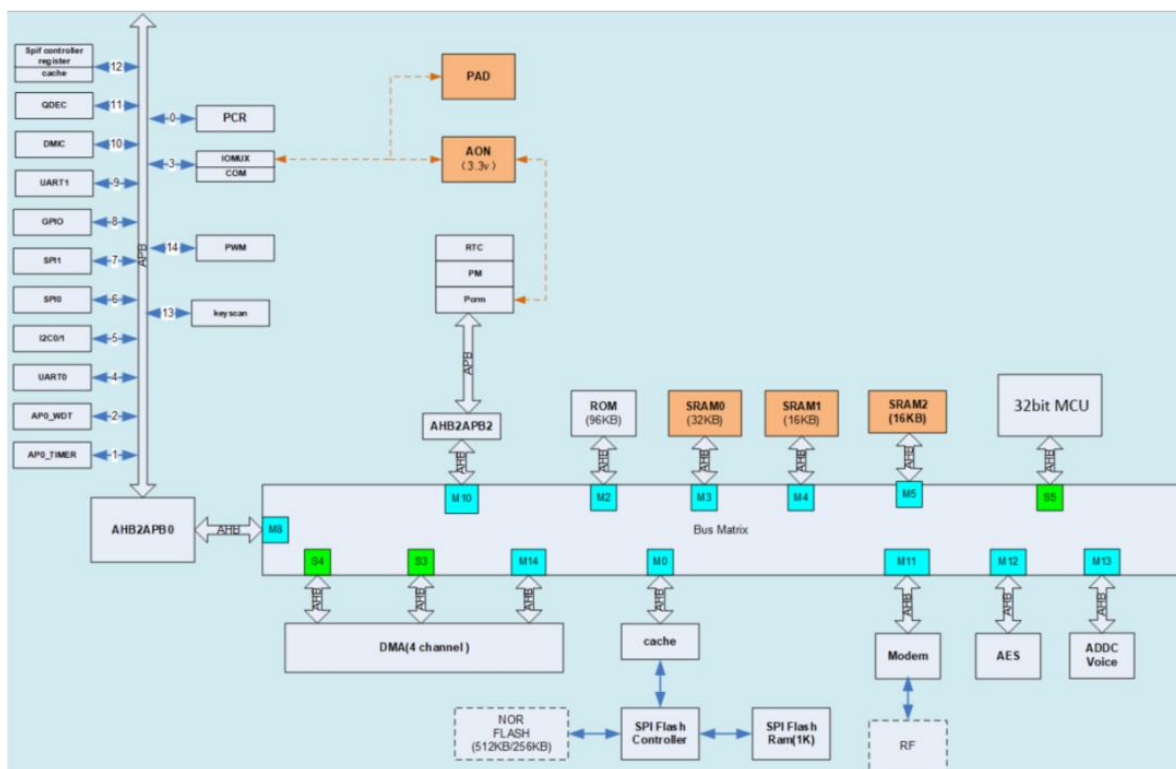 Spif controller
register
cache
12
QDEC
11
DMIC
10
UART1
9
GPIO
8
SPI1
7
SPI0
6
I2C0/1
5
UART0
4
AP0_WDT
2
AP0_TIMER
1
APB
0
PCR
3
IOMUX
COM
14
PWM
13
keyscan
PAD
AON
(3.3v)
RTC
PM
Pcrm
APB
AHB2APB2
AHB
M10
ROM
(96KB)
AHB
M2
SRAM0
(32KB)
AHB
M3
SRAM1
(16KB)
AHB
M4
SRAM2
(16KB)
AHB
M5
32bit MCU
AHB
S5
AHB2APB0
AHB
M8
Bus Matrix
S4
S3
M14
M0
M11
M12
M13
AHB
AHB
AHB
AHB
AHB
AHB
AHB
DMA(4 channel )
cache
Modem
AES
ADDC
Voice
NOR
FLASH
(512KB/256KB)
SPI Flash
Controller
SPI Flash
Ram(1K)
RF